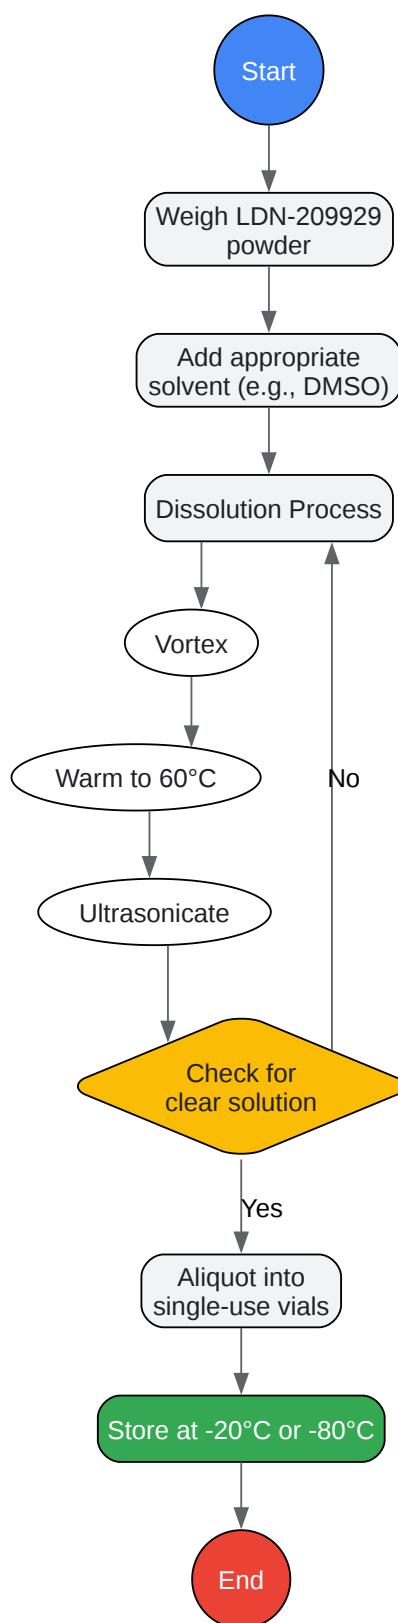 Start
Weigh LDN-209929
powder
Add appropriate
solvent (e.g., DMSO)
Dissolution Process
Vortex
Warm to 60°C
No
Ultrasonicate
Check for
clear solution
Yes
Aliquot into
single-use vials
Store at -20°C or -80°C
End